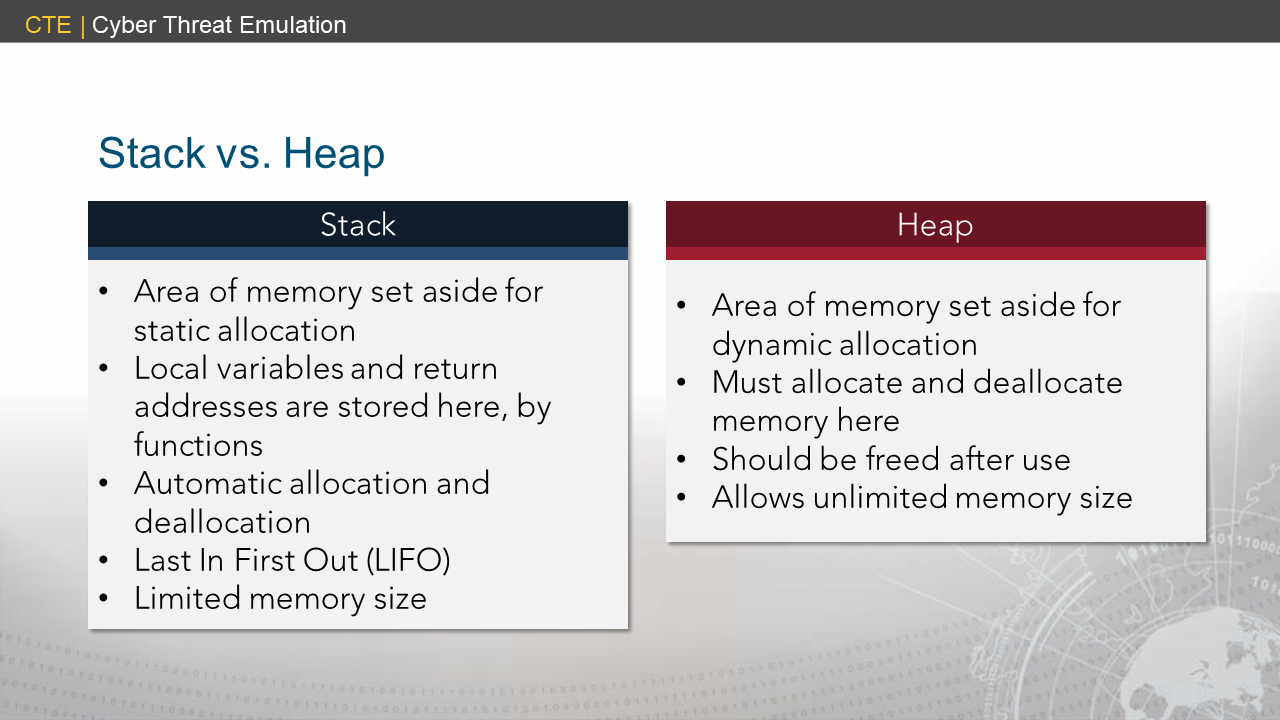 CTE | Cyber Threat Emulation
Stack vs. Heap
Stack
• Area of memory set aside for
static allocation
• Local variables and return
addresses are stored here, by
functions
• Automatic allocation and
deallocation
• Last In First Out (LIFO)
• Limited memory size
Heap
• Area of memory set aside for
dynamic allocation
• Must allocate and deallocate
memory here
• Should be freed after use
• Allows unlimited memory size